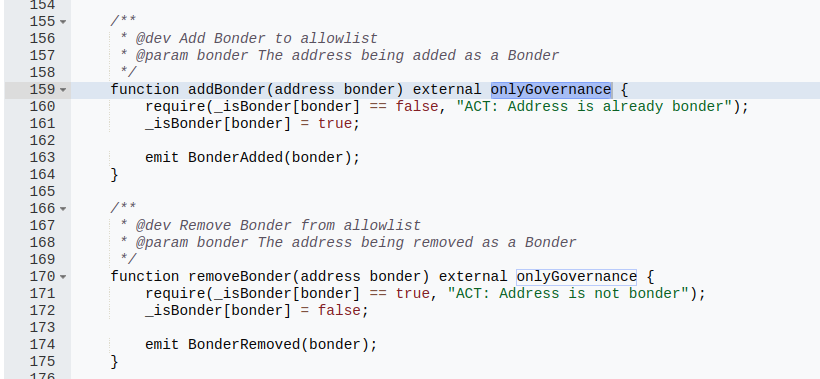 154
155 /**
156 * @dev Add Bonder to allowlist
157 * @param bonder The address being added as a Bonder
158 */
159 function addBonder(address bonder) external onlyGovernance {
160 require(_isBonder[bonder] == false, "ACT: Address is already bonder");
161 _isBonder[bonder] = true;
162
163 emit BonderAdded(bonder);
164 }
165
166 /**
167 * @dev Remove Bonder from allowlist
168 * @param bonder The address being removed as a Bonder
169 */
170 function removeBonder(address bonder) external onlyGovernance {
171 require(_isBonder[bonder] == true, "ACT: Address is not bonder");
172 _isBonder[bonder] = false;
173
174 emit BonderRemoved(bonder);
175 }
176